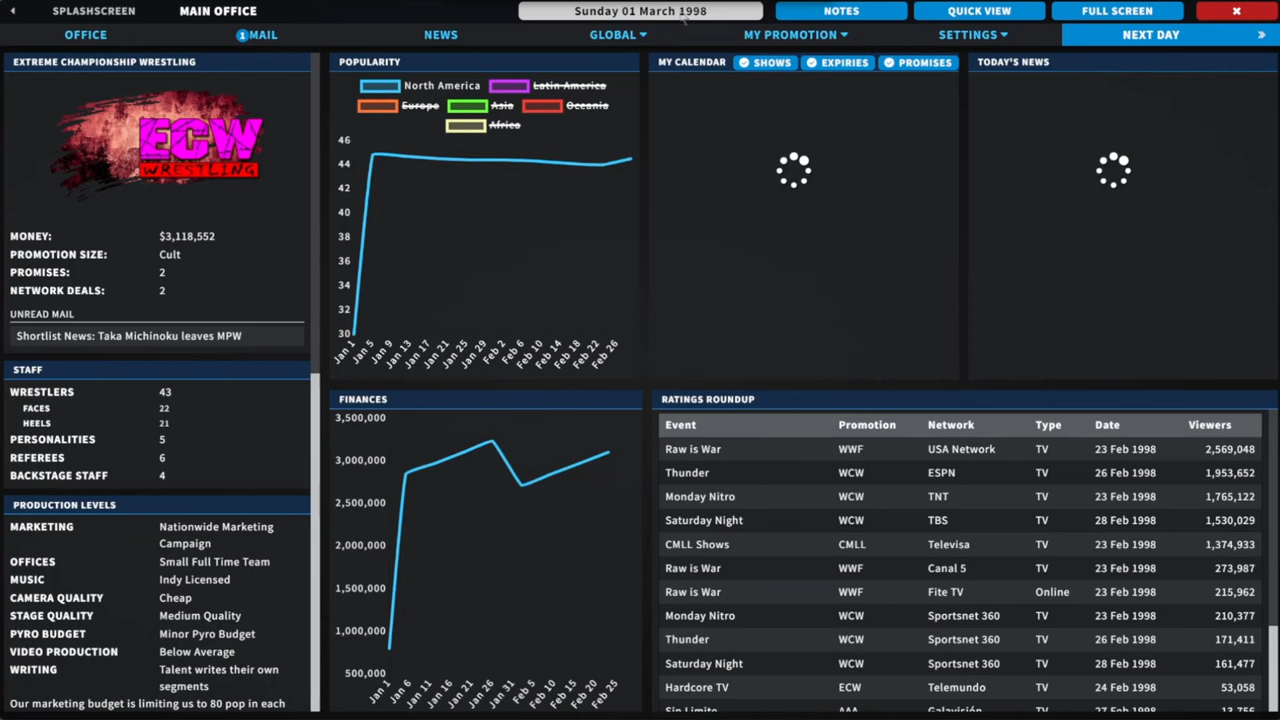 SPLASHSCREEN
MAIN OFFICE
Sunday 01 March 1998
NOTES
QUICK VIEW
FULL SCREEN
OFFICE
1 MAIL
NEWS
GLOBAL
MY PROMOTION
SETTINGS
NEXT DAY
EXTREME CHAMPIONSHIP WRESTLING
ECW
WRESTLING
MONEY: $3,118,552
PROMOTION SIZE: Cult
PROMISES: 2
NETWORK DEALS: 2
UNREAD MAIL
Shortlist News: Taka Michinoku leaves MPW
STAFF
WRESTLERS 43
FACES 22
HEELS 21
PERSONALITIES 5
REFEREES 6
BACKSTAGE STAFF 4
PRODUCTION LEVELS
MARKETING Nationwide Marketing
Campaign
OFFICES Small Full Time Team
MUSIC Indy Licensed
CAMERA QUALITY Cheap
STAGE QUALITY Medium Quality
PYRO BUDGET Minor Pyro Budget
VIDEO PRODUCTION Below Average
WRITING Talent writes their own
segments
Our marketing budget is limiting us to 80 pop in each
POPULARITY
North America Latin America
Europe Asia Oceania
Africa
46
44
42
40
38
36
34
32
30
Jan 1 Jan 5 Jan 9 Jan 13 Jan 17 Jan 21 Jan 25 Jan 29 Feb 2 Feb 6 Feb 10 Feb 14 Feb 18 Feb 22 Feb 26
FINANCES
3,500,000
3,000,000
2,500,000
2,000,000
1,500,000
1,000,000
500,000
Jan 1 Jan 6 Jan 11 Jan 16 Jan 21 Jan 26 Jan 31 Feb 5 Feb 10 Feb 15 Feb 20 Feb 25
MY CALENDAR SHOWS EXPIRIES PROMISES
TODAY'S NEWS
RATINGS ROUNDUP
Event Promotion Network Type Date Viewers
Raw is War WWF USA Network TV 23 Feb 1998 2,569,048
Thunder WCW ESPN TV 26 Feb 1998 1,953,652
Monday Nitro WCW TNT TV 23 Feb 1998 1,765,122
Saturday Night WCW TBS TV 28 Feb 1998 1,530,029
CMLL Shows CMLL Televisa TV 23 Feb 1998 1,374,933
Raw is War WWF Canal 5 TV 23 Feb 1998 273,987
Raw is War WWF Fite TV Online 23 Feb 1998 215,962
Monday Nitro WCW Sportsnet 360 TV 23 Feb 1998 210,377
Thunder WCW Sportsnet 360 TV 26 Feb 1998 171,411
Saturday Night WCW Sportsnet 360 TV 28 Feb 1998 161,477
Hardcore TV ECW Telemundo TV 24 Feb 1998 53,058
Sin Limite AAA Galavisión TV 27 Feb 1998 13,756